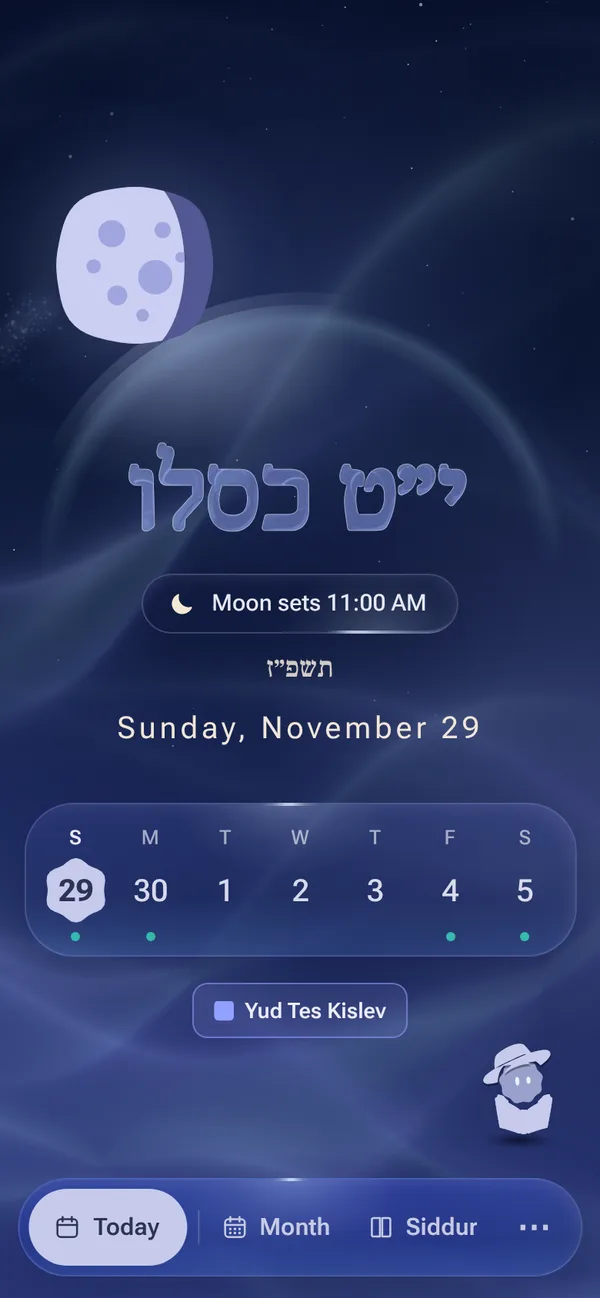 י״ט כסלו
Moon sets 11:00 AM
תשפ״ז
Sunday, November 29
S M T W T F S
29 30 1 2 3 4 5
Yud Tes Kislev
Today Month Siddur